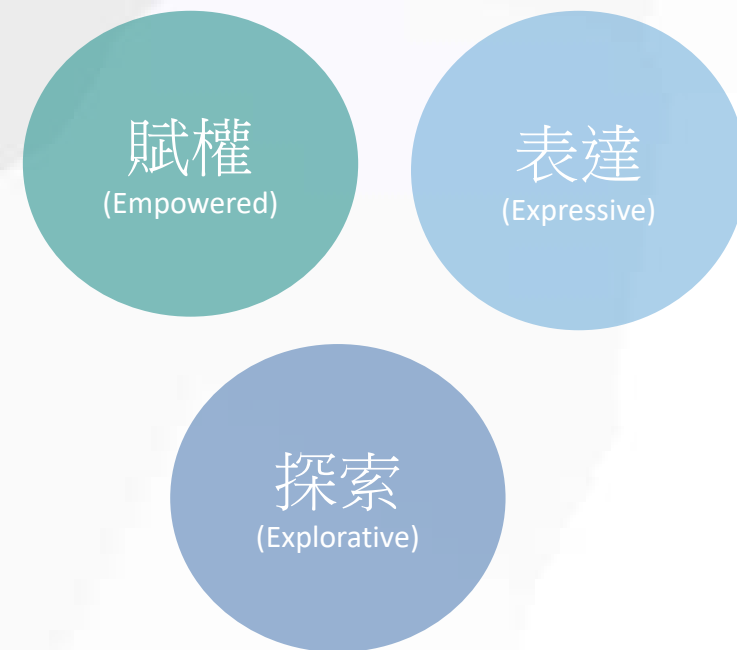 賦權
(Empowered)
表達
(Expressive)
探索
(Explorative)